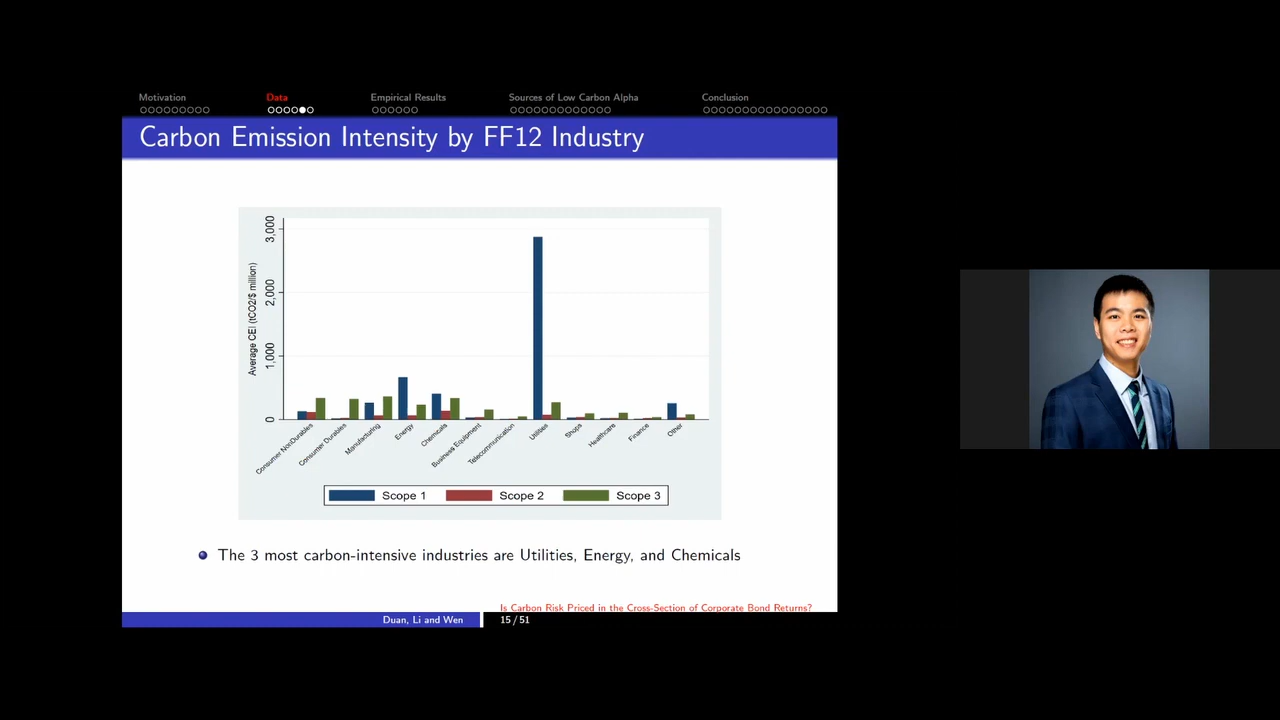 Motivation
Data
Empirical Results
Sources of Low Carbon Alpha
Conclusion
Carbon Emission Intensity by FF12 Industry
Average CEI (tCO2/$ million)
3,000
2,000
1,000
0
Consumer NonDurables
Consumer Durables
Manufacturing
Energy
Chemicals
Business Equipment
Telecommunication
Utilities
Shops
Healthcare
Finance
Other
Scope 1 Scope 2 Scope 3
The 3 most carbon-intensive industries are Utilities, Energy, and Chemicals
Is Carbon Risk Priced in the Cross-Section of Corporate Bond Returns?
Duan, Li and Wen
15 / 51